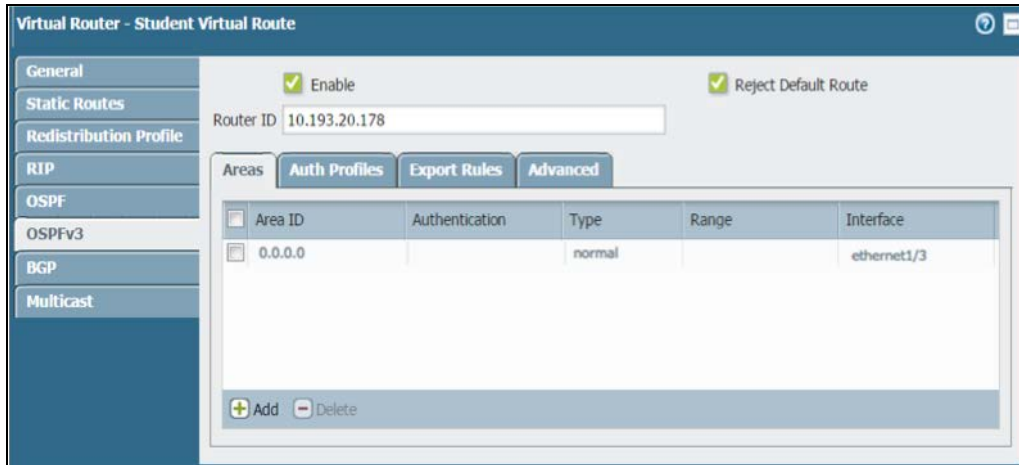 Virtual Router - Student Virtual Route
General
Static Routes
Redistribution Profile
RIP
OSPF
OSPFv3
BGP
Multicast
Enable
Reject Default Route
Router ID 10.193.20.178
Areas Auth Profiles Export Rules Advanced
Area ID Authentication Type Range Interface
0.0.0.0 normal ethernet1/3
Add Delete